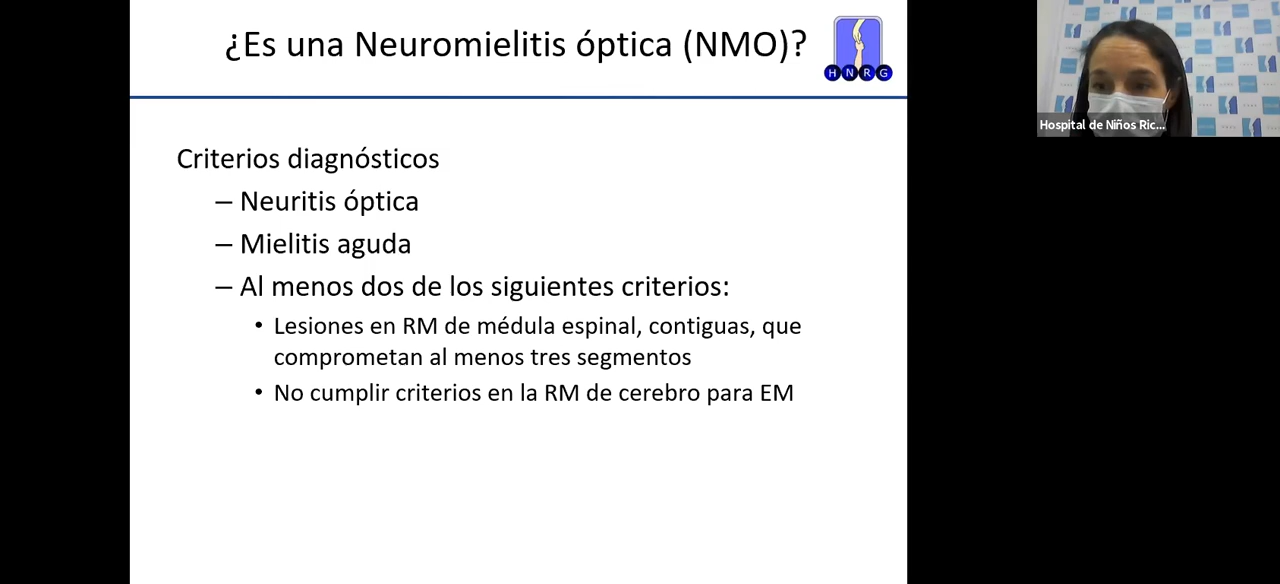 ¿Es una Neuromielitis óptica (NMO)?
H N R G
Hospital de Niños Ric...
Criterios diagnósticos
– Neuritis óptica
– Mielitis aguda
– Al menos dos de los siguientes criterios:
• Lesiones en RM de médula espinal, contiguas, que
comprometan al menos tres segmentos
• No cumplir criterios en la RM de cerebro para EM